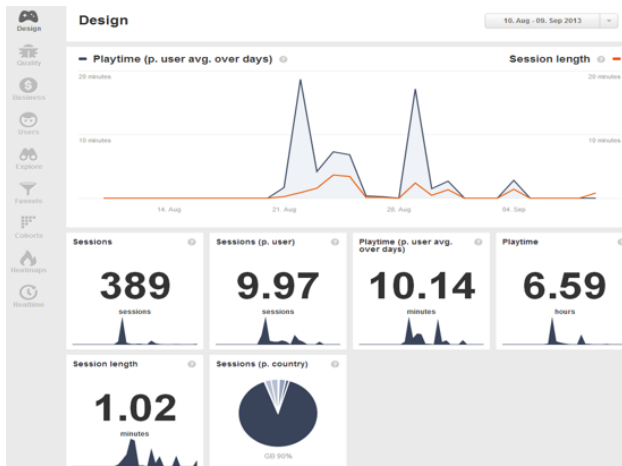 Design
10. Aug - 09. Sep 2013
Design
Quality
Business
Users
Explore
Funnels
Cohorts
Heatmaps
Realtime
Playtime (p. user avg. over days)
Session length
20 minutes
20 minutes
10 minutes
10 minutes
14. Aug
21. Aug
28. Aug
04. Sep
Sessions
389
sessions
Sessions (p. user)
9.97
sessions
Playtime (p. user avg.
over days)
10.14
minutes
Playtime
6.59
hours
Session length
1.02
minutes
Sessions (p. country)
GB 90%